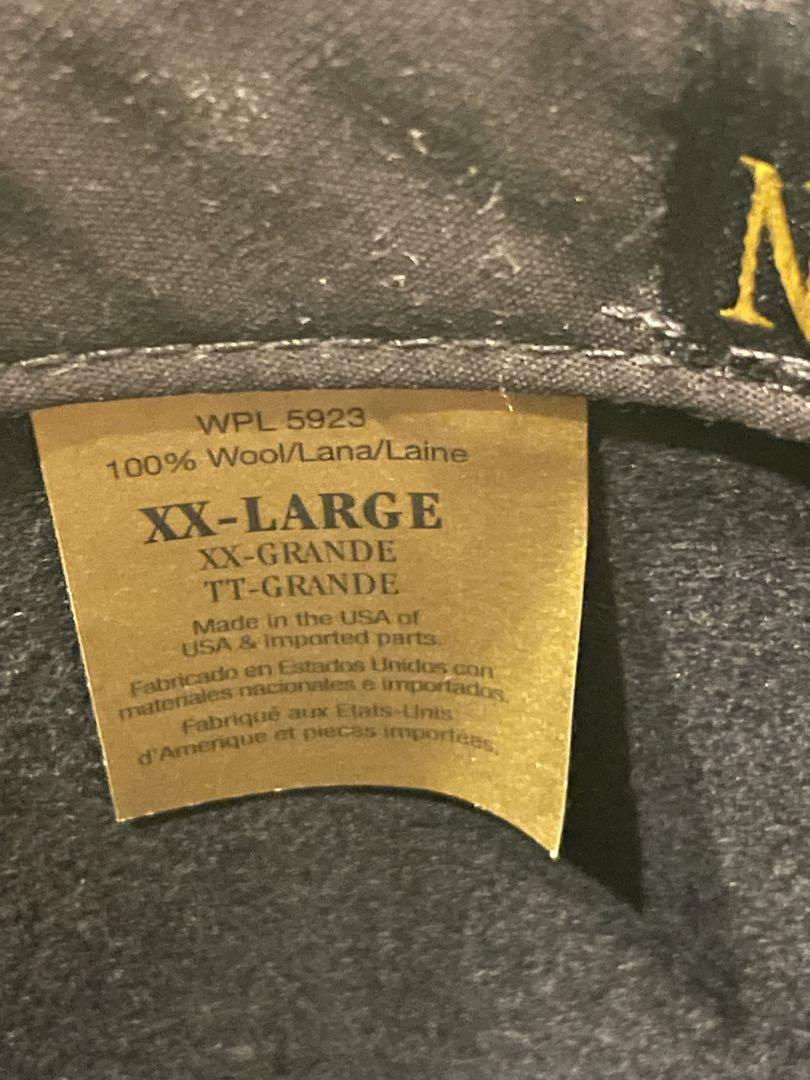 N
WPL 5923
100% Wool/Lana/Laine
XX-LARGE
XX-GRANDE
TT-GRANDE
Made in the USA of
USA & Imported parts.
Fabricado en Estados Unidos con
materiales nacionales e importados.
Fabriqué aux Etats-Unis
d'Amerique et pieces importées.